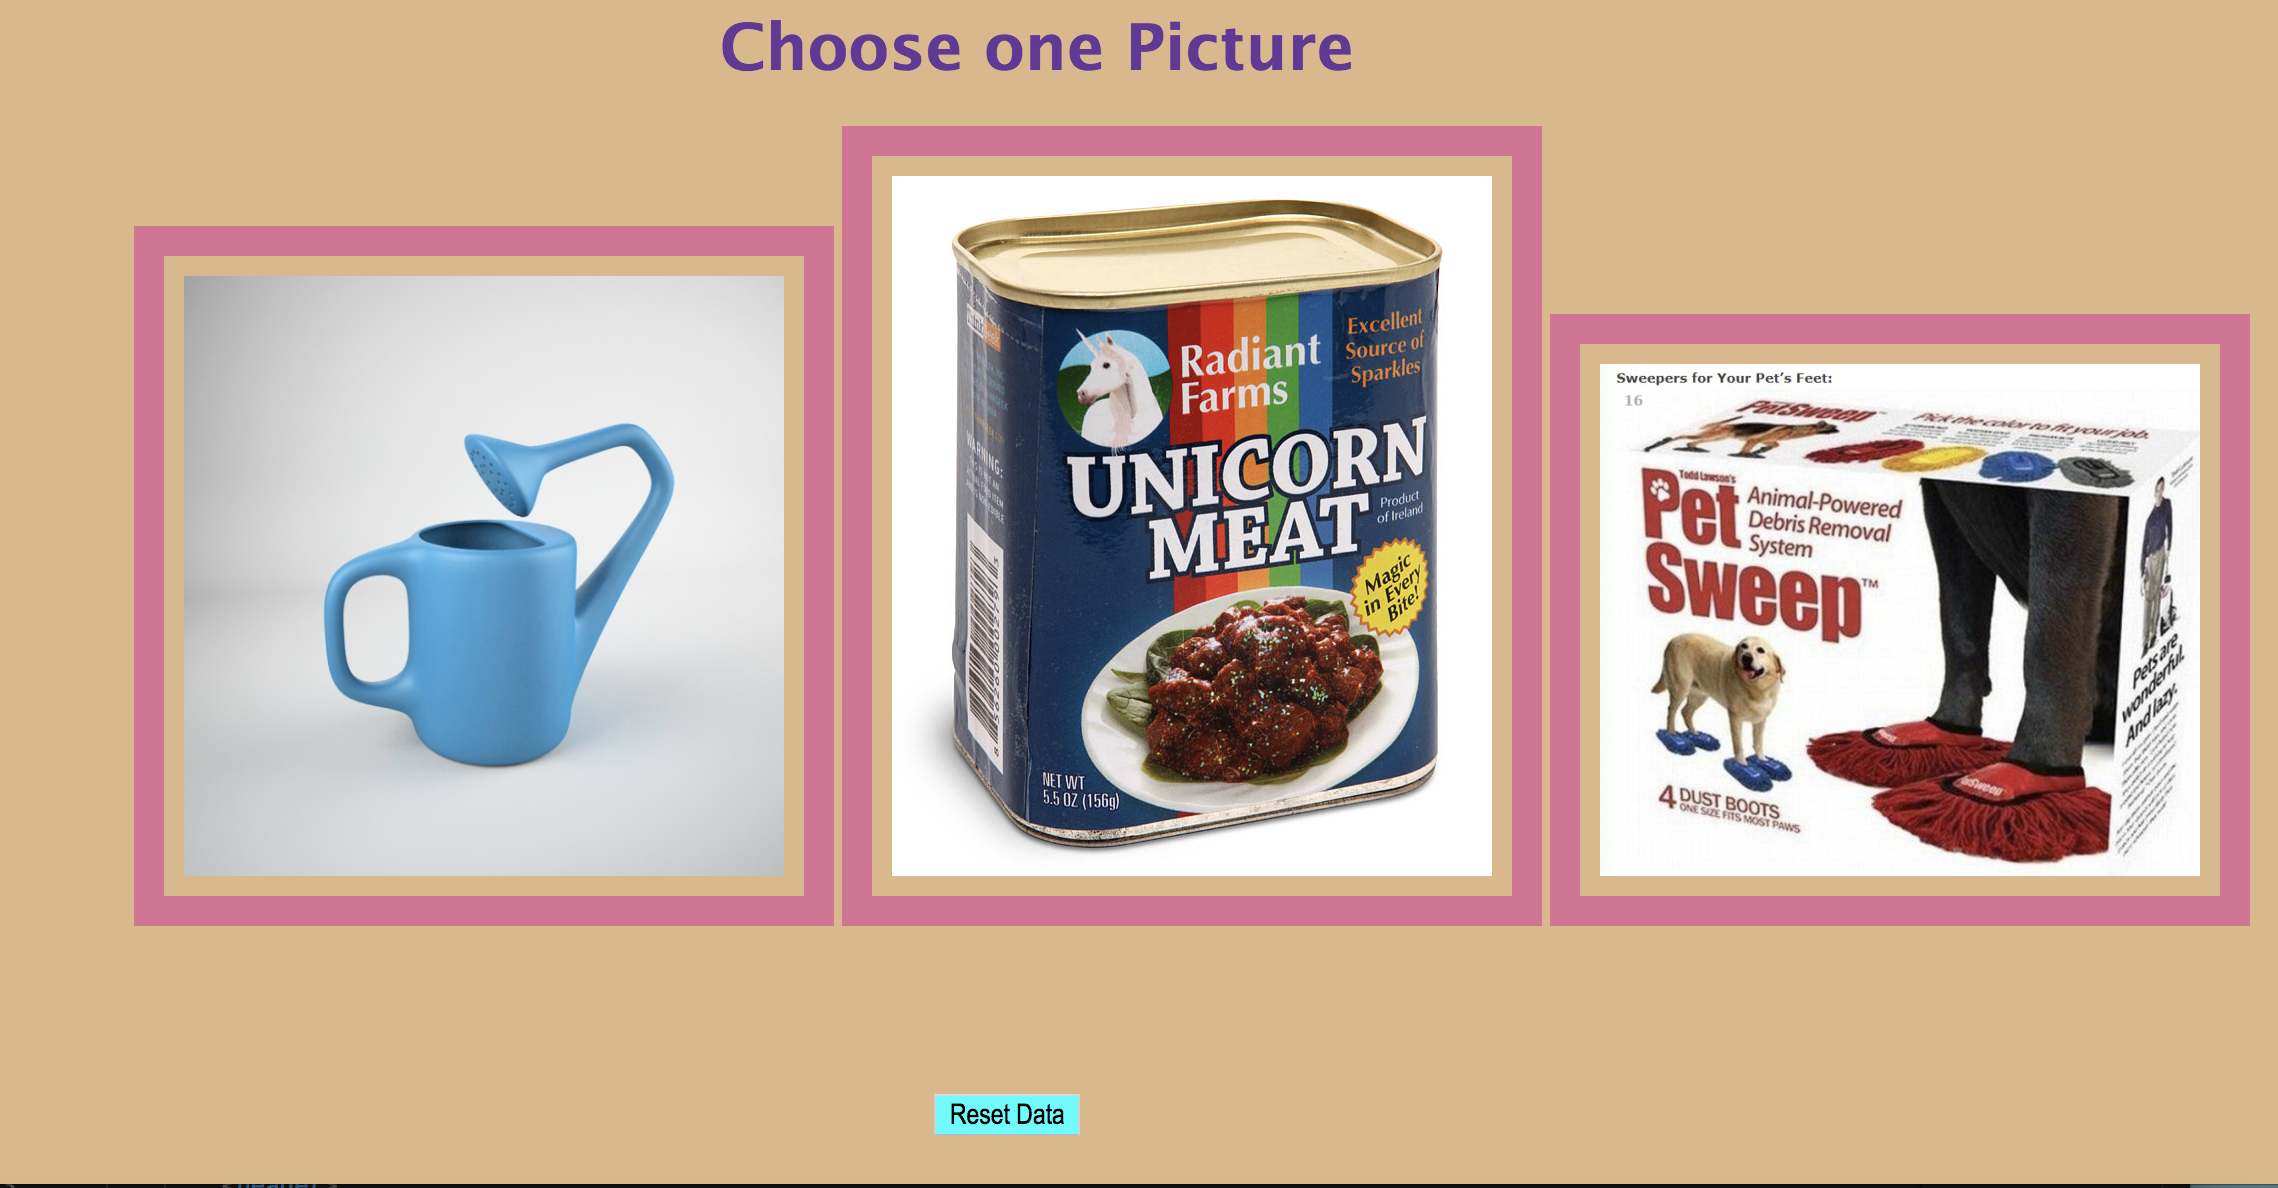 Choose one Picture
Radiant
Farms
Excellent
Source of
Sparkles
WARNING:
UNICORN
MEAT
Product
of Ireland
Magic
in Every
Bite!
NET WT
5.5 OZ (156g)
Sweepers for Your Pet's Feet:
16
PetSweep™
Pick the color to fit your job.
Todd Lawson's
Pet
Sweep™
Animal-Powered
Debris Removal
System
Pets are
wonderful.
And lazy.
4 DUST BOOTS
ONE SIZE FITS MOST PAWS
PetSweep
Reset Data